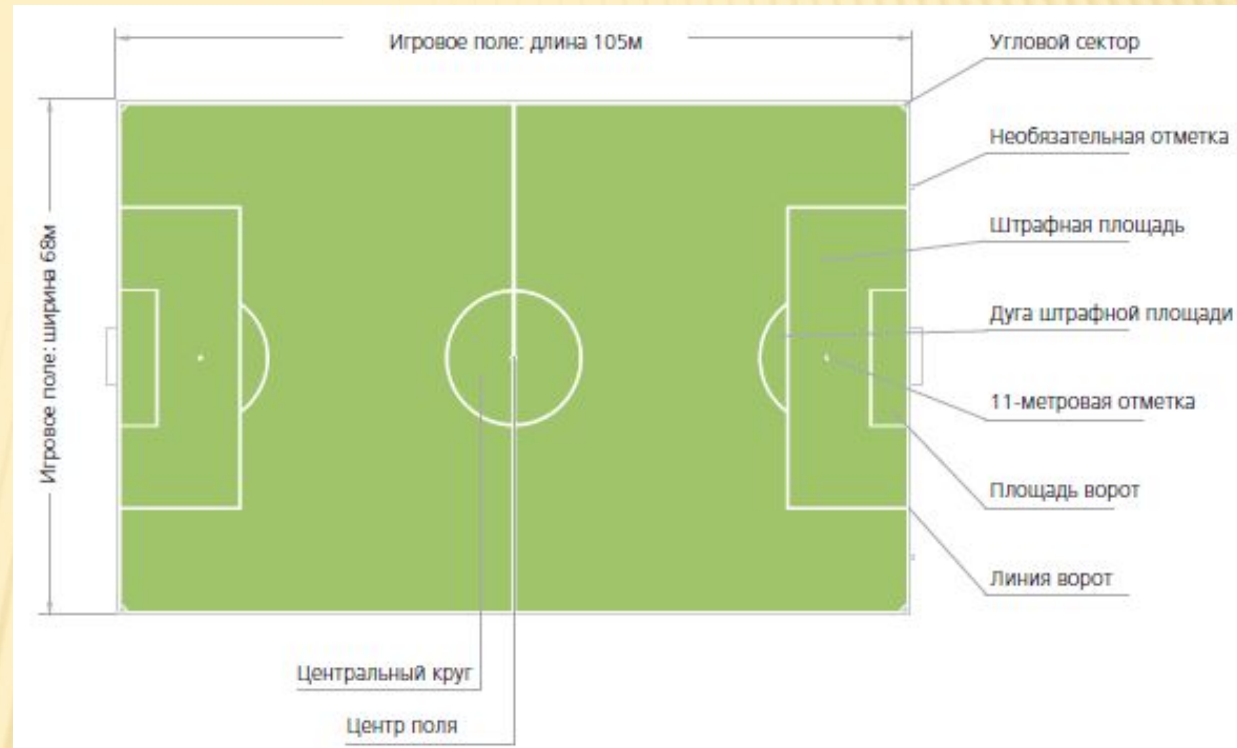 Игровое поле: длина 105м
Угловой сектор
Необязательная отметка
Игровое поле: ширина 68м
Штрафная площадь
Дуга штрафной площади
11-метровая отметка
Площадь ворот
Линия ворот
Центральный круг
Центр поля